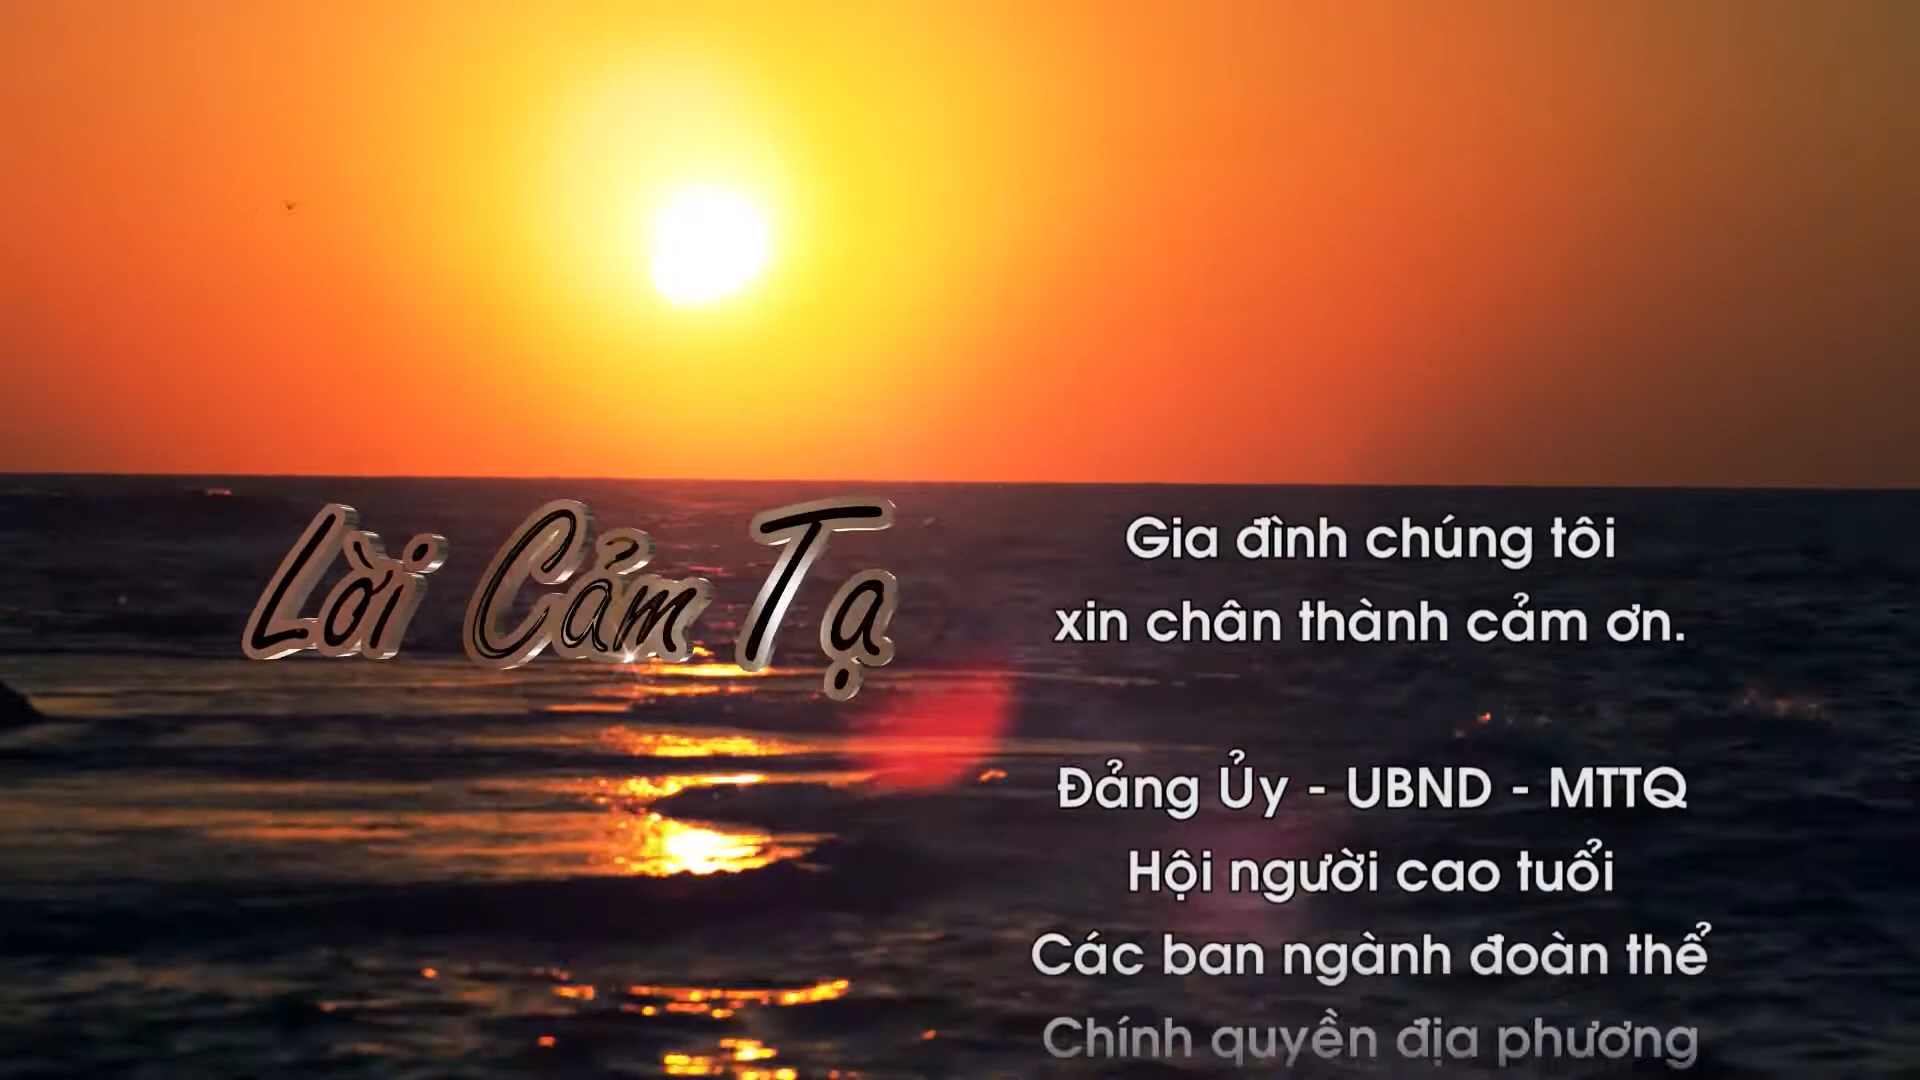 Lời Cảm Tạ
Gia đình chúng tôi
xin chân thành cảm ơn.
Đảng Ủy - UBND - MTTQ
Hội người cao tuổi
Các ban ngành đoàn thể
Chính quyền địa phương